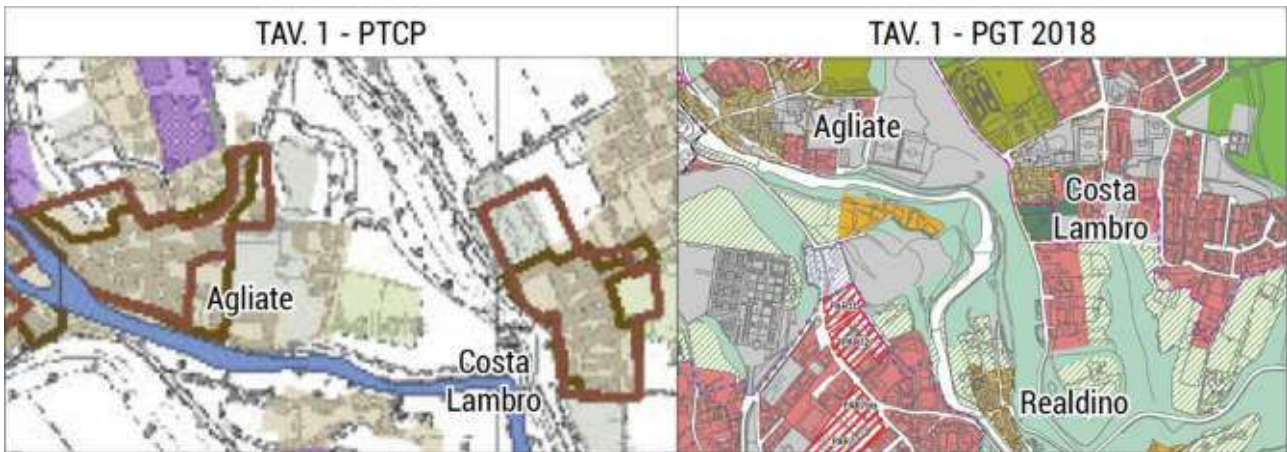 TAV. 1 - PTCP
TAV. 1 - PGT 2018
Agliate
Costa
Lambro
Agliate
Costa
Lambro
Realdino